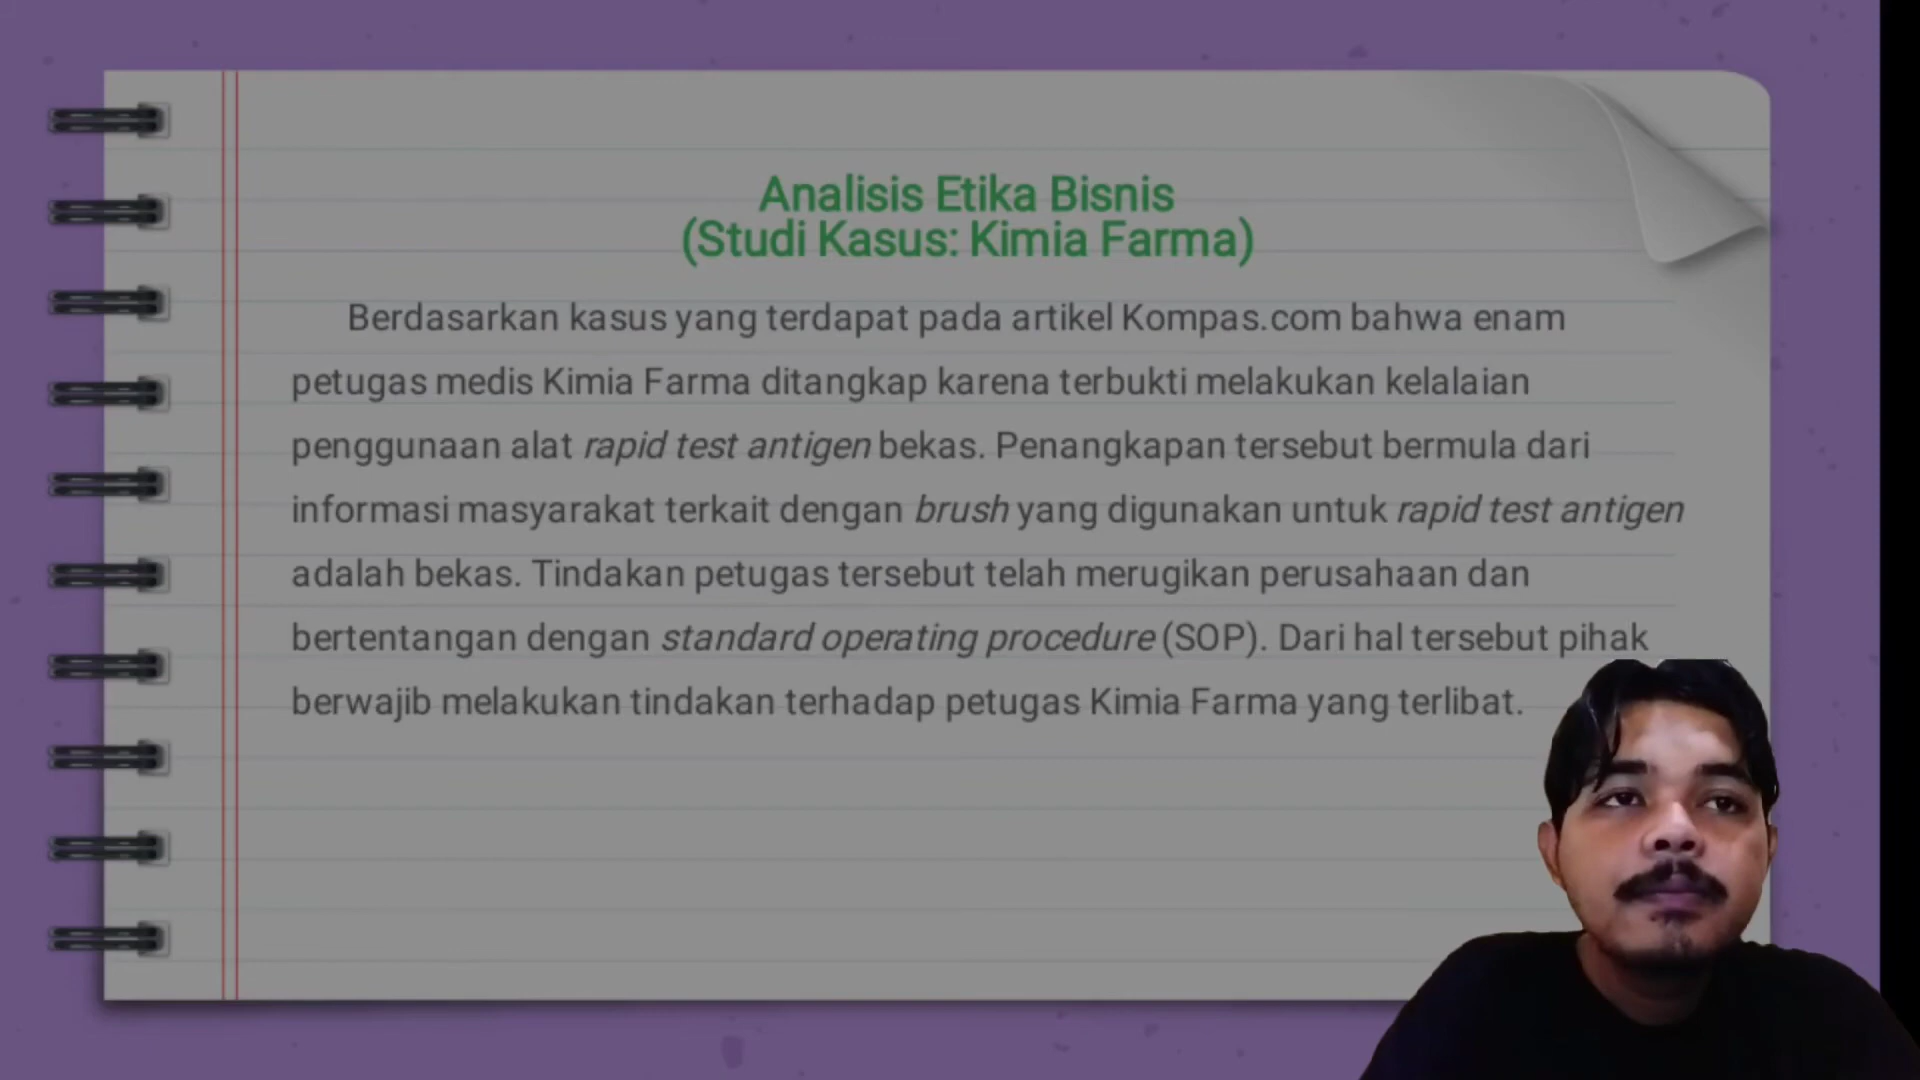 Analisis Etika Bisnis
(Studi Kasus: Kimia Farma)
Berdasarkan kasus yang terdapat pada artikel Kompas.com bahwa enam
petugas medis Kimia Farma ditangkap karena terbukti melakukan kelalaian
penggunaan alat rapid test antigen bekas. Penangkapan tersebut bermula dari
informasi masyarakat terkait dengan brush yang digunakan untuk rapid test antigen
adalah bekas. Tindakan petugas tersebut telah merugikan perusahaan dan
bertentangan dengan standard operating procedure (SOP). Dari hal tersebut pihak
berwajib melakukan tindakan terhadap petugas Kimia Farma yang terlibat.